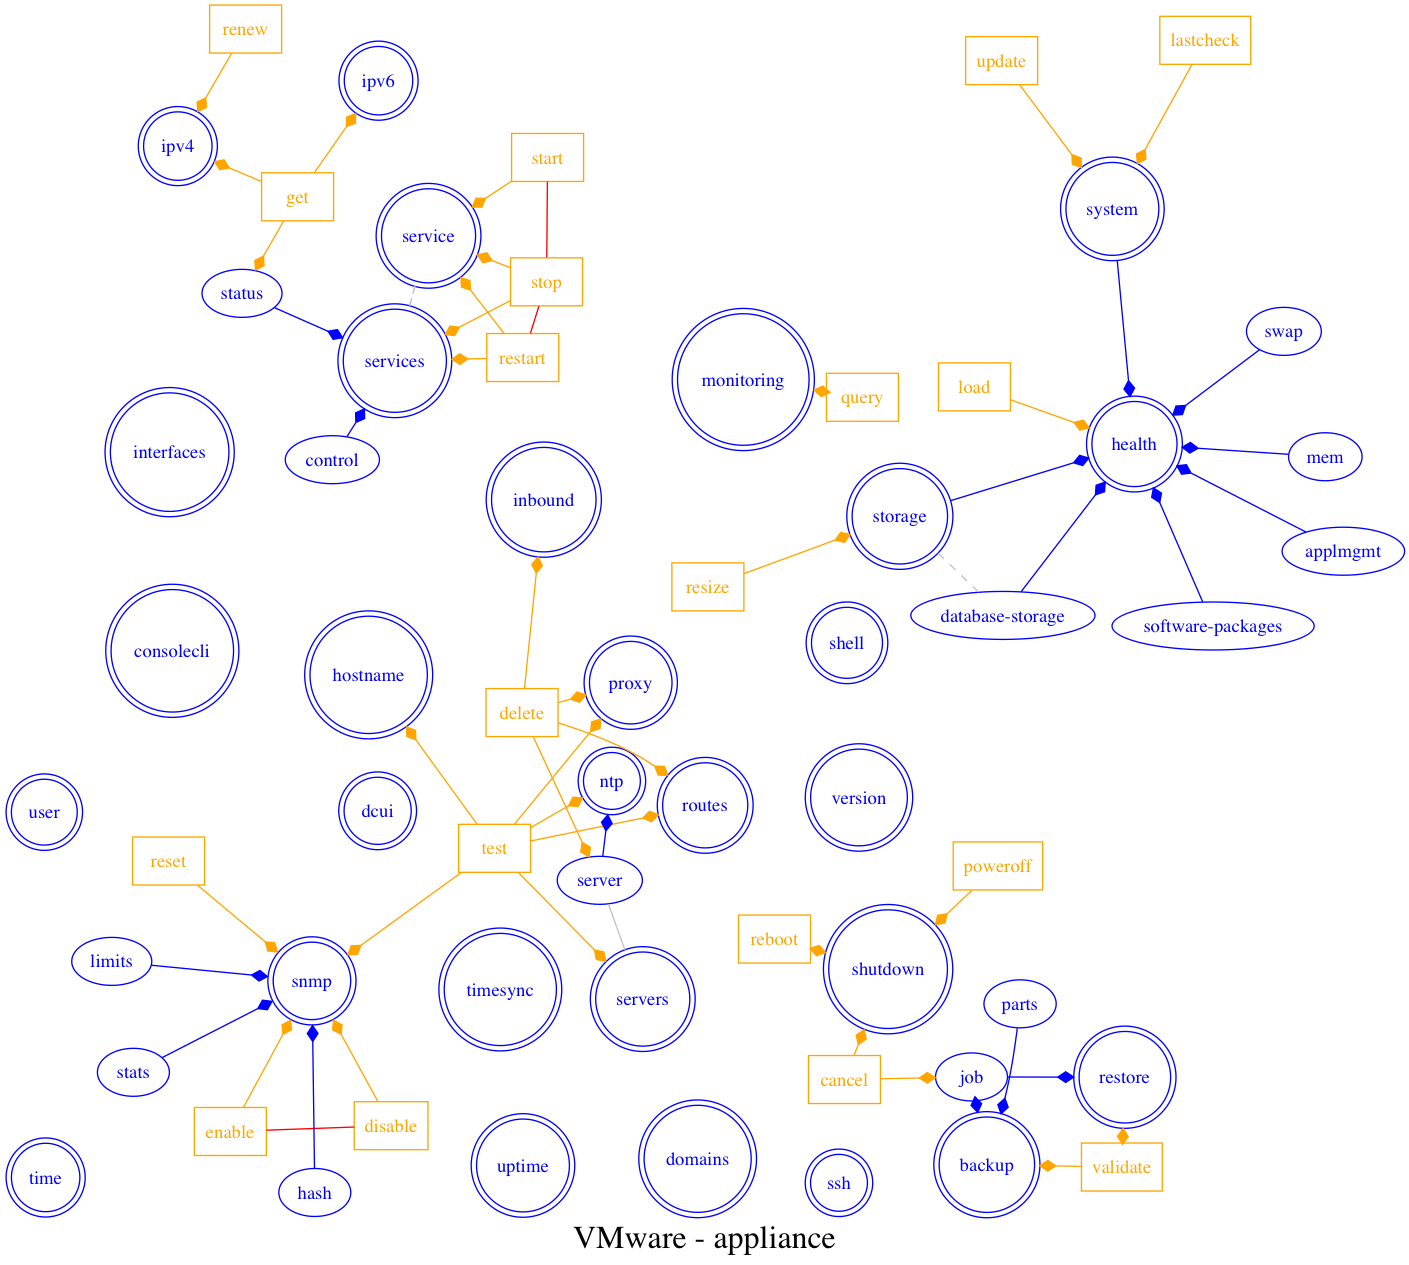 renew
lastcheck
update
ipv6
ipv4
start
get
system
service
stop
status
swap
services
restart
monitoring
load
query
health
interfaces
control
mem
inbound
storage
applmgmt
resize
database-storage
software-packages
shell
consolecli
hostname
proxy
delete
ntp
version
routes
user
dcui
test
reset
poweroff
server
reboot
limits
shutdown
snmp
timesync
servers
parts
stats
cancel
job
restore
enable
disable
domains
uptime
backup
validate
time
ssh
hash
VMware - appliance